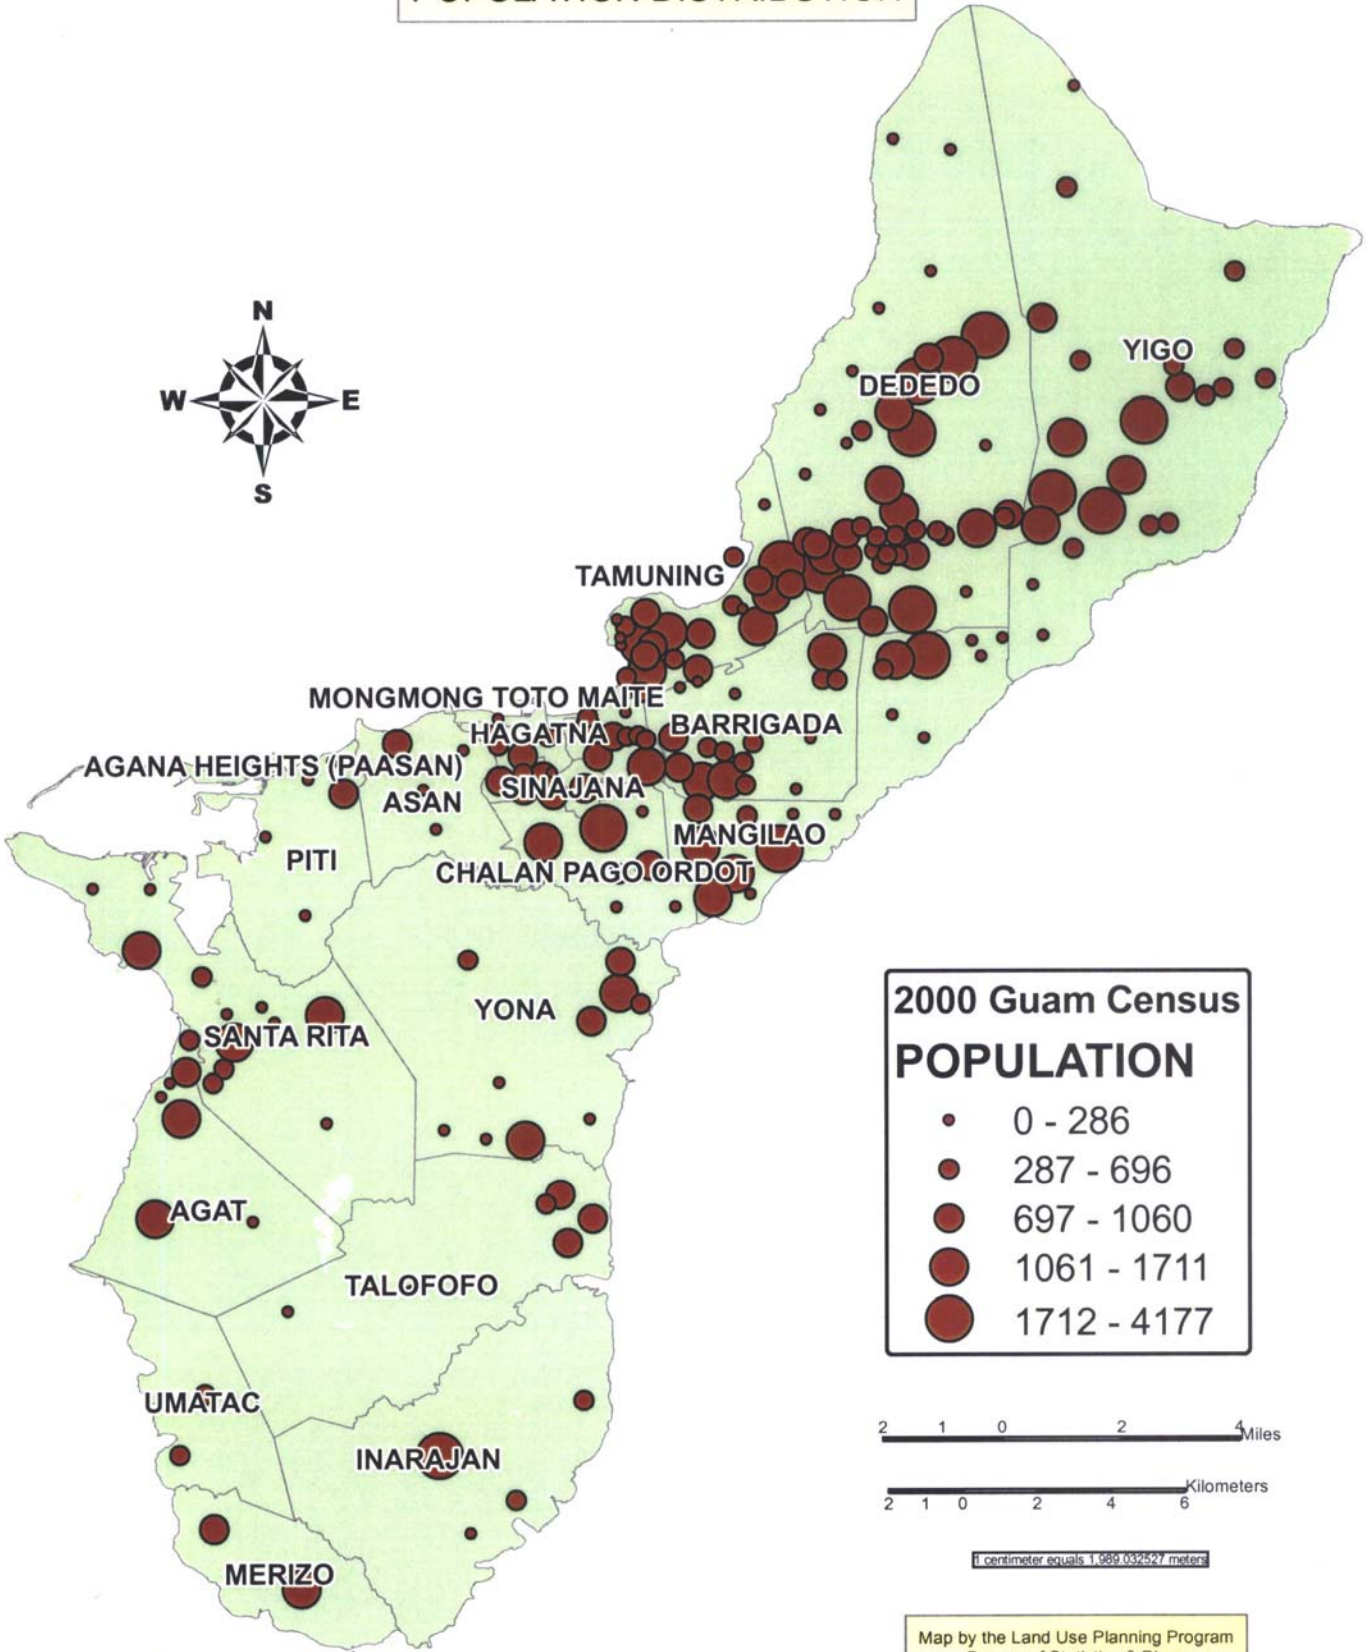 POPULATION DISTRIBUTION
N
W E
S
YIGO
DEDEDO
TAMUNING
MONGMONG TOTO MAITE
HAGATNA
BARRIGADA
AGANA HEIGHTS (PAASAN)
ASAN
SINAJANA
MANGILAO
PITI
CHALAN PAGO ORDOT
YONA
SANTA RITA
AGAT
TALOFOFO
UMATAC
INARAJAN
MERIZO
2000 Guam Census
POPULATION
0 - 286
287 - 696
697 - 1060
1061 - 1711
1712 - 4177
2 1 0 2 4 Miles
Kilometers
2 1 0 2 4 6
1 centimeter equals 1,989.032527 meters
Map by the Land Use Planning Program